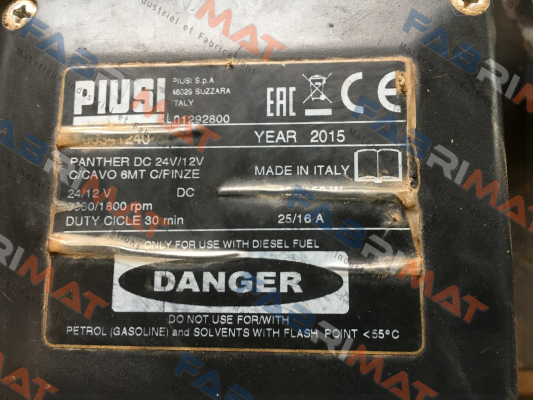 PIUSI
PIUSI S.p.A
46029 SUZZARA
ITALY
EAC
CE
Ln1292800
YEAR 2015
PANTHER DC 24V/12V
C/CAVO 6MT C/PINZE
MADE IN ITALY
24/12 V DC
/1800 rpm
DUTY CICLE 30 min 25/16 A
ONLY FOR USE WITH DIESEL FUEL
DANGER
DO NOT USE FOR/WITH
PETROL (GASOLINE) and SOLVENTS WITH FLASH POINT <55°C
FABRIMAT